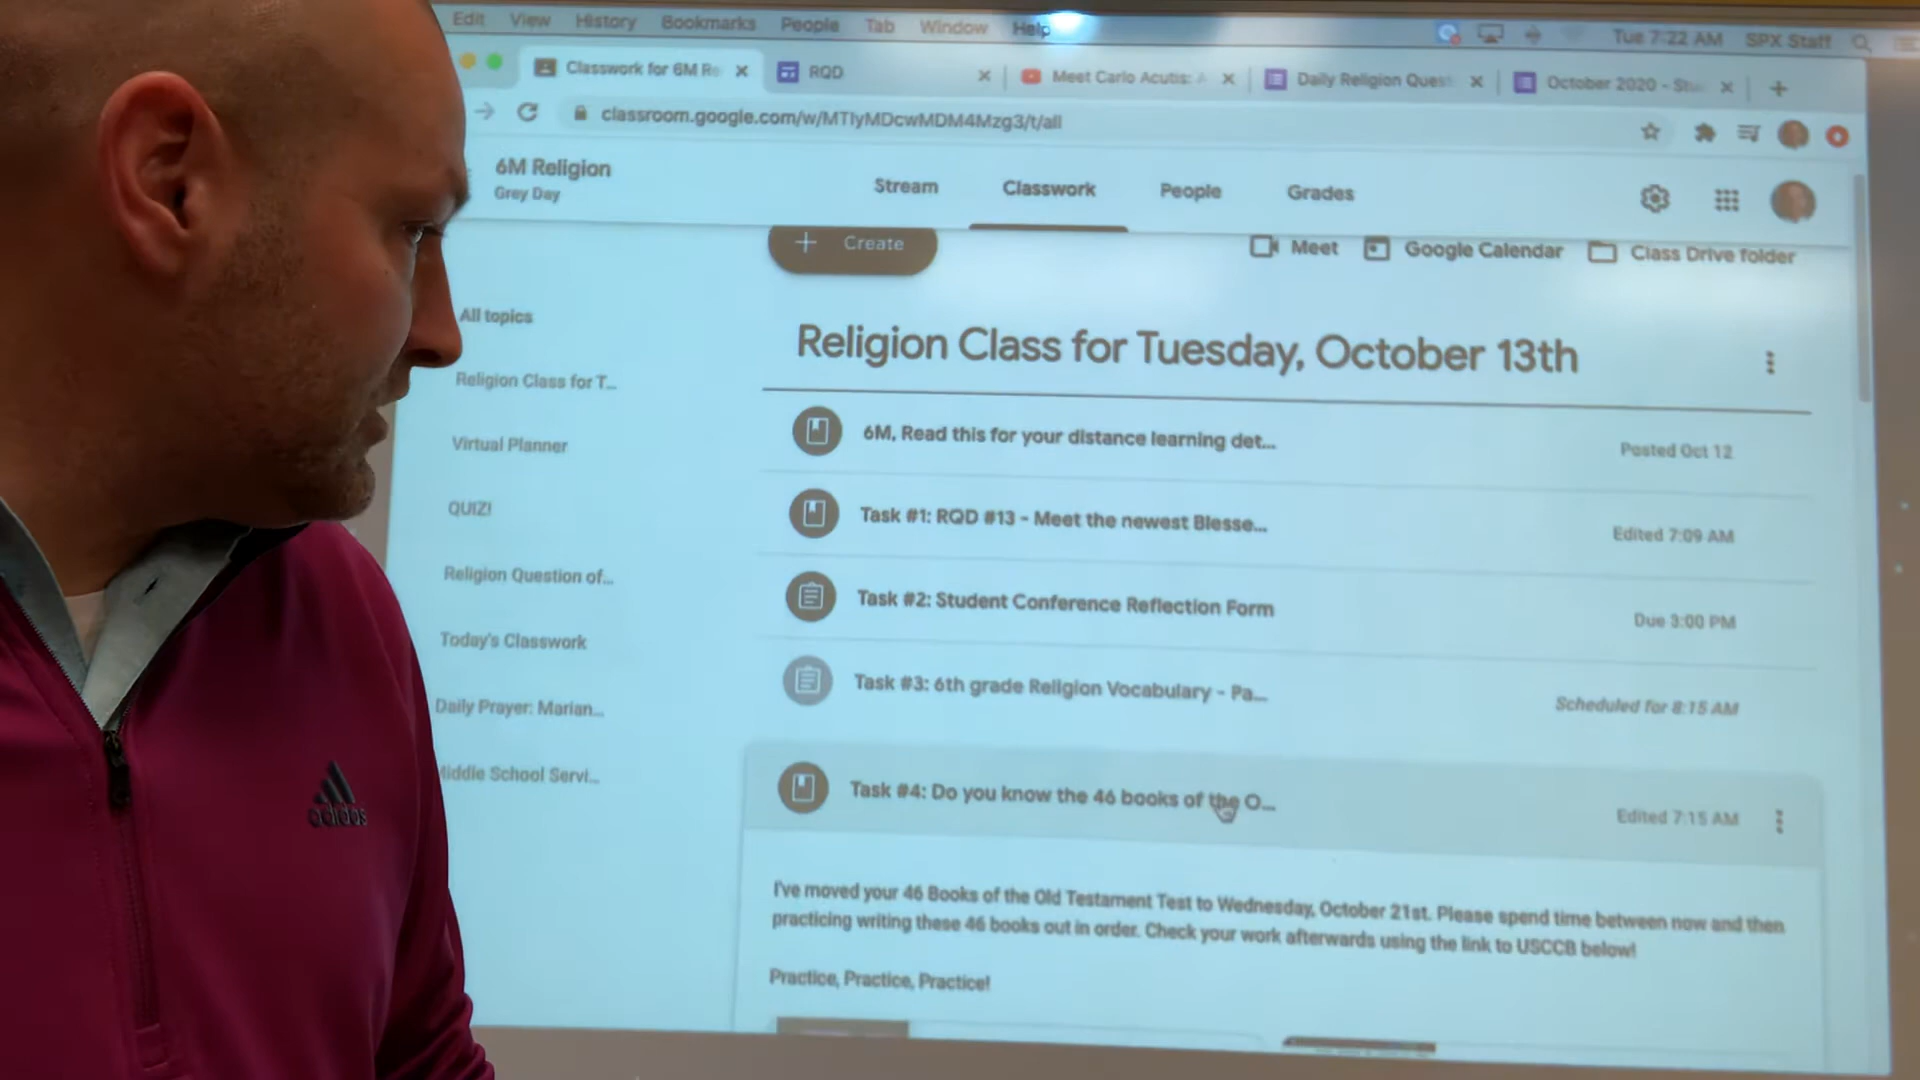 Edit View History Bookmarks People Tab Window Help
Tue 7:22 AM SPX Staff
Classwork for 6M Re
RQD
Meet Carlo Acutis: A
Daily Religion Ques
October 2020 - Stu
classroom.google.com/w/MTIyMDcwMDM4Mzg3/t/all
6M Religion
Grey Day
Stream Classwork People Grades
+ Create
Meet Google Calendar Class Drive folder
All topics
Religion Class for T...
Virtual Planner
QUIZ!
Religion Question of...
Today's Classwork
Daily Prayer: Marian...
iddle School Servi...
Religion Class for Tuesday, October 13th
6M, Read this for your distance learning det...
Posted Oct 12
Task #1: RQD #13 - Meet the newest Blesse...
Edited 7:09 AM
Task #2: Student Conference Reflection Form
Due 3:00 PM
Task #3: 6th grade Religion Vocabulary - Pa...
Scheduled for 8:15 AM
Task #4: Do you know the 46 books of the O...
Edited 7:15 AM
I've moved your 46 Books of the Old Testament Test to Wednesday, October 21st. Please spend time between now and then
practicing writing these 46 books out in order. Check your work afterwards using the link to USCCB below!
Practice, Practice, Practice!
adidas